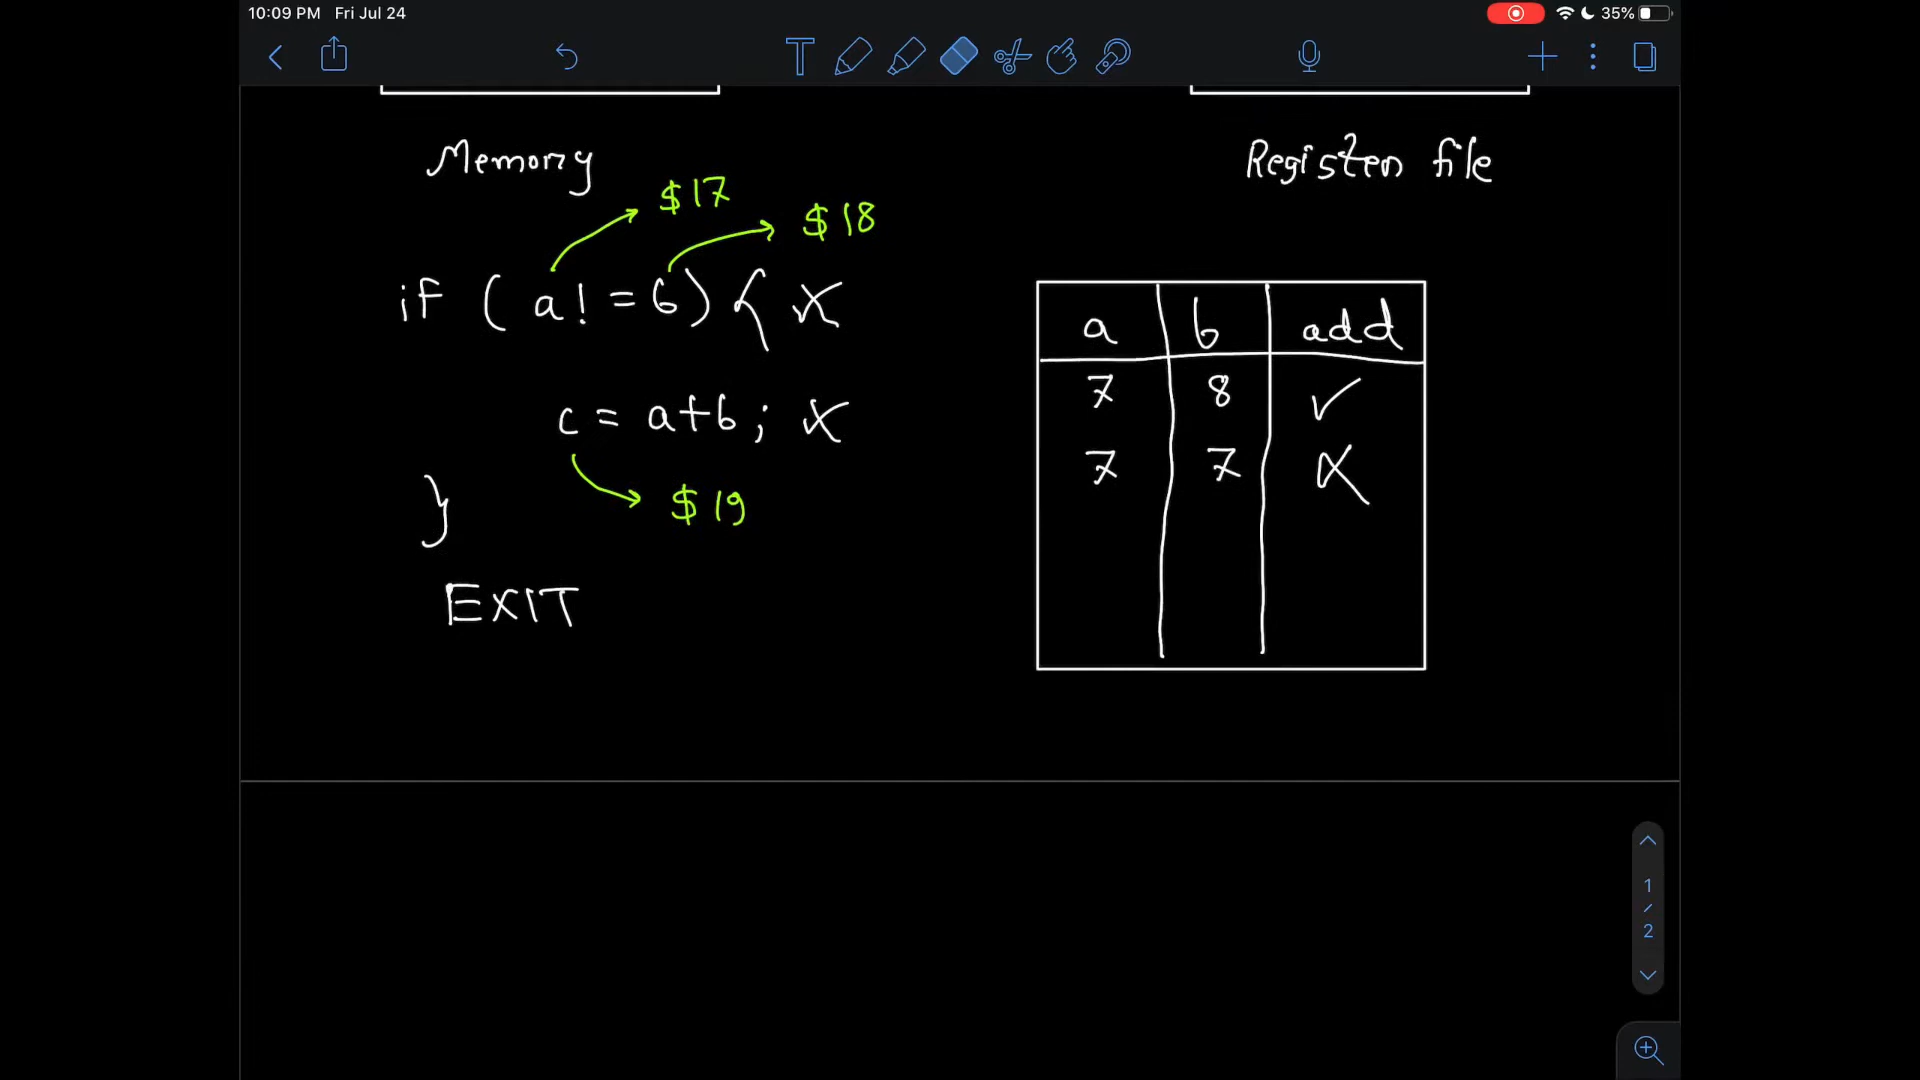 10:09 PM Fri Jul 24
35%
T
Memory
Register file
$17
$18
if ( a! = b) { x
c = a+b; x
$19
}
EXIT
a b add
7 8 ✓
7 7 x
1
/
2